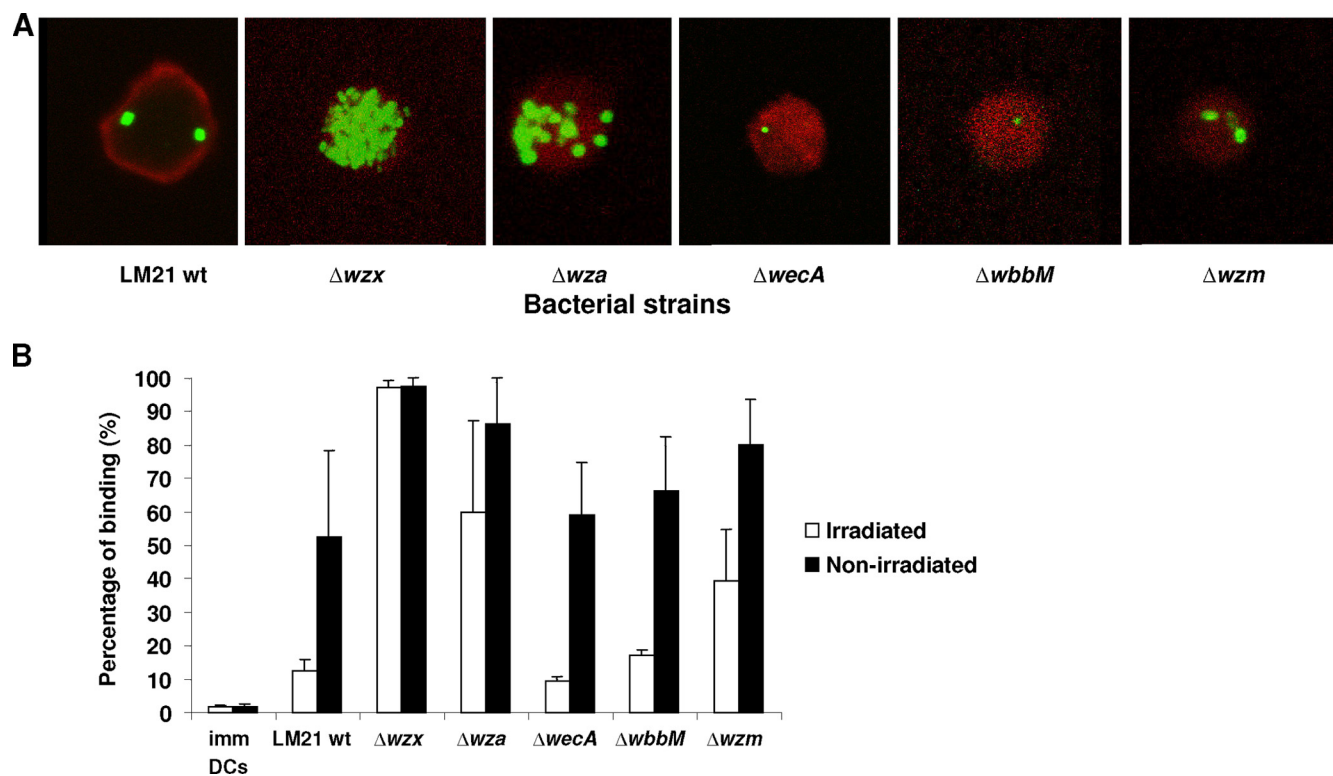 A
LM21 wt Δwzx Δwza ΔwecA ΔwbbM Δwzm
Bacterial strains
B
Percentage of binding (%)
100
90
80
70
60
50
40
30
20
10
0
imm DCs LM21 wt Δwzx Δwza ΔwecA ΔwbbM Δwzm
Irradiated
Non-irradiated